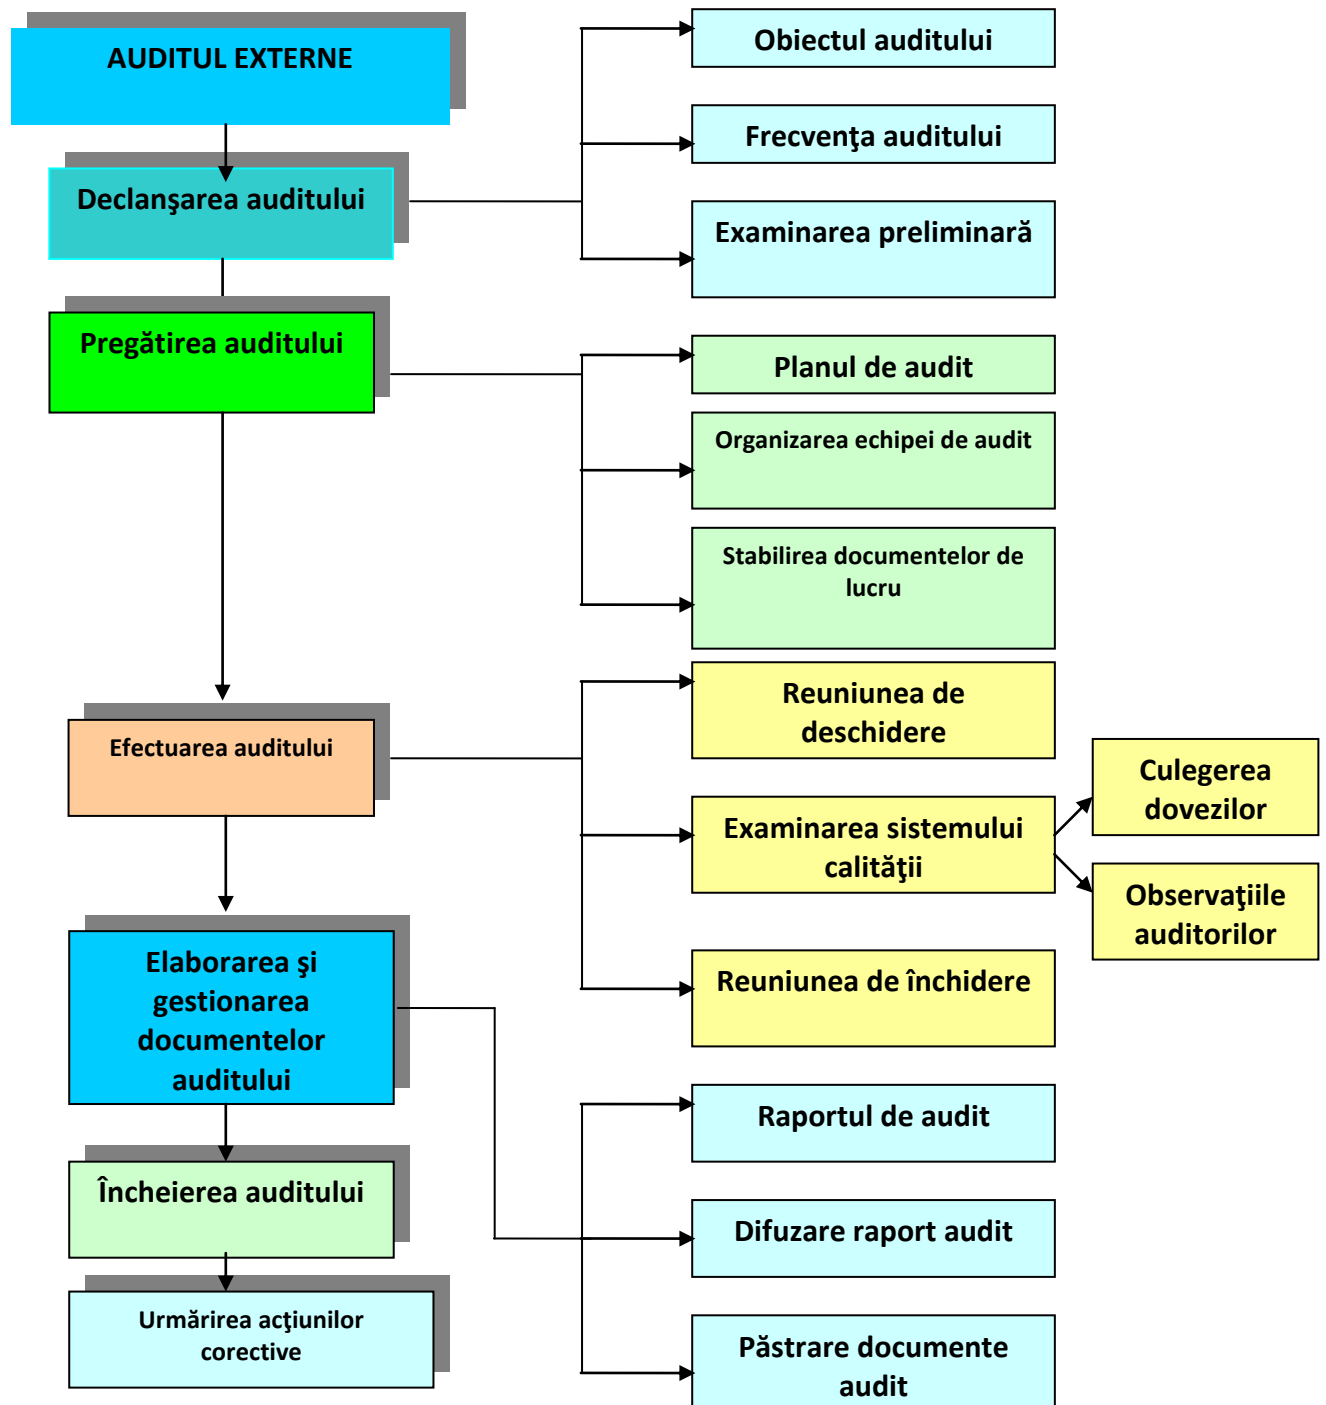 AUDITUL EXTERNE
Obiectul auditului
Frecvenţa auditului
Declanşarea auditului
Examinarea preliminară
Pregătirea auditului
Planul de audit
Organizarea echipei de audit
Stabilirea documentelor de
lucru
Efectuarea auditului
Reuniunea de
deschidere
Examinarea sistemului
calităţii
Culegerea
dovezilor
Observaţiile
auditorilor
Reuniunea de închidere
Elaborarea şi
gestionarea
documentelor
auditului
Raportul de audit
Difuzare raport audit
Păstrare documente
audit
Încheierea auditului
Urmărirea acţiunilor
corective